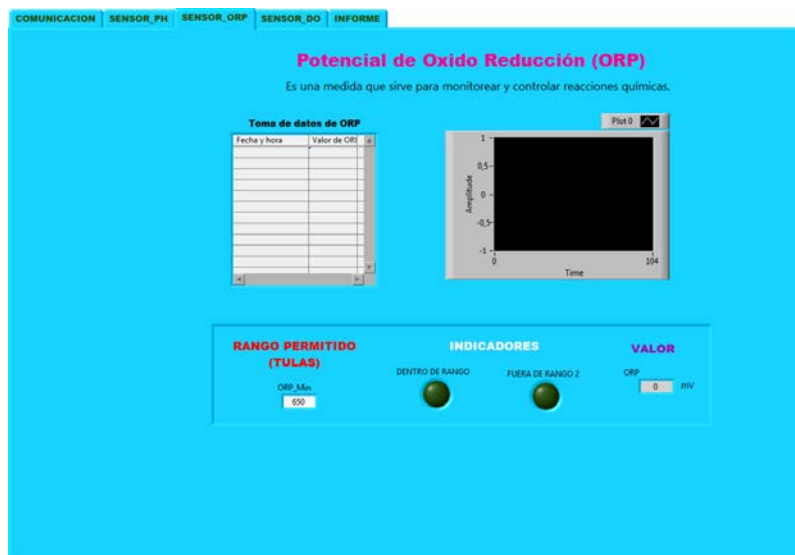 COMUNICACION SENSOR_PH SENSOR_ORP SENSOR_DO INFORME
Potencial de Oxido Reducción (ORP)
Es una medida que sirve para monitorear y controlar reacciones químicas.
Toma de datos de ORP
Fecha y hora Valor de ORI
Plot 0
Amplitude
1
0,5
0
-0,5
-1
0 104
Time
RANGO PERMITIDO
(TULAS)
ORP_Min
650
INDICADORES
DENTRO DE RANGO FUERA DE RANGO 2
VALOR
ORP
0 mV